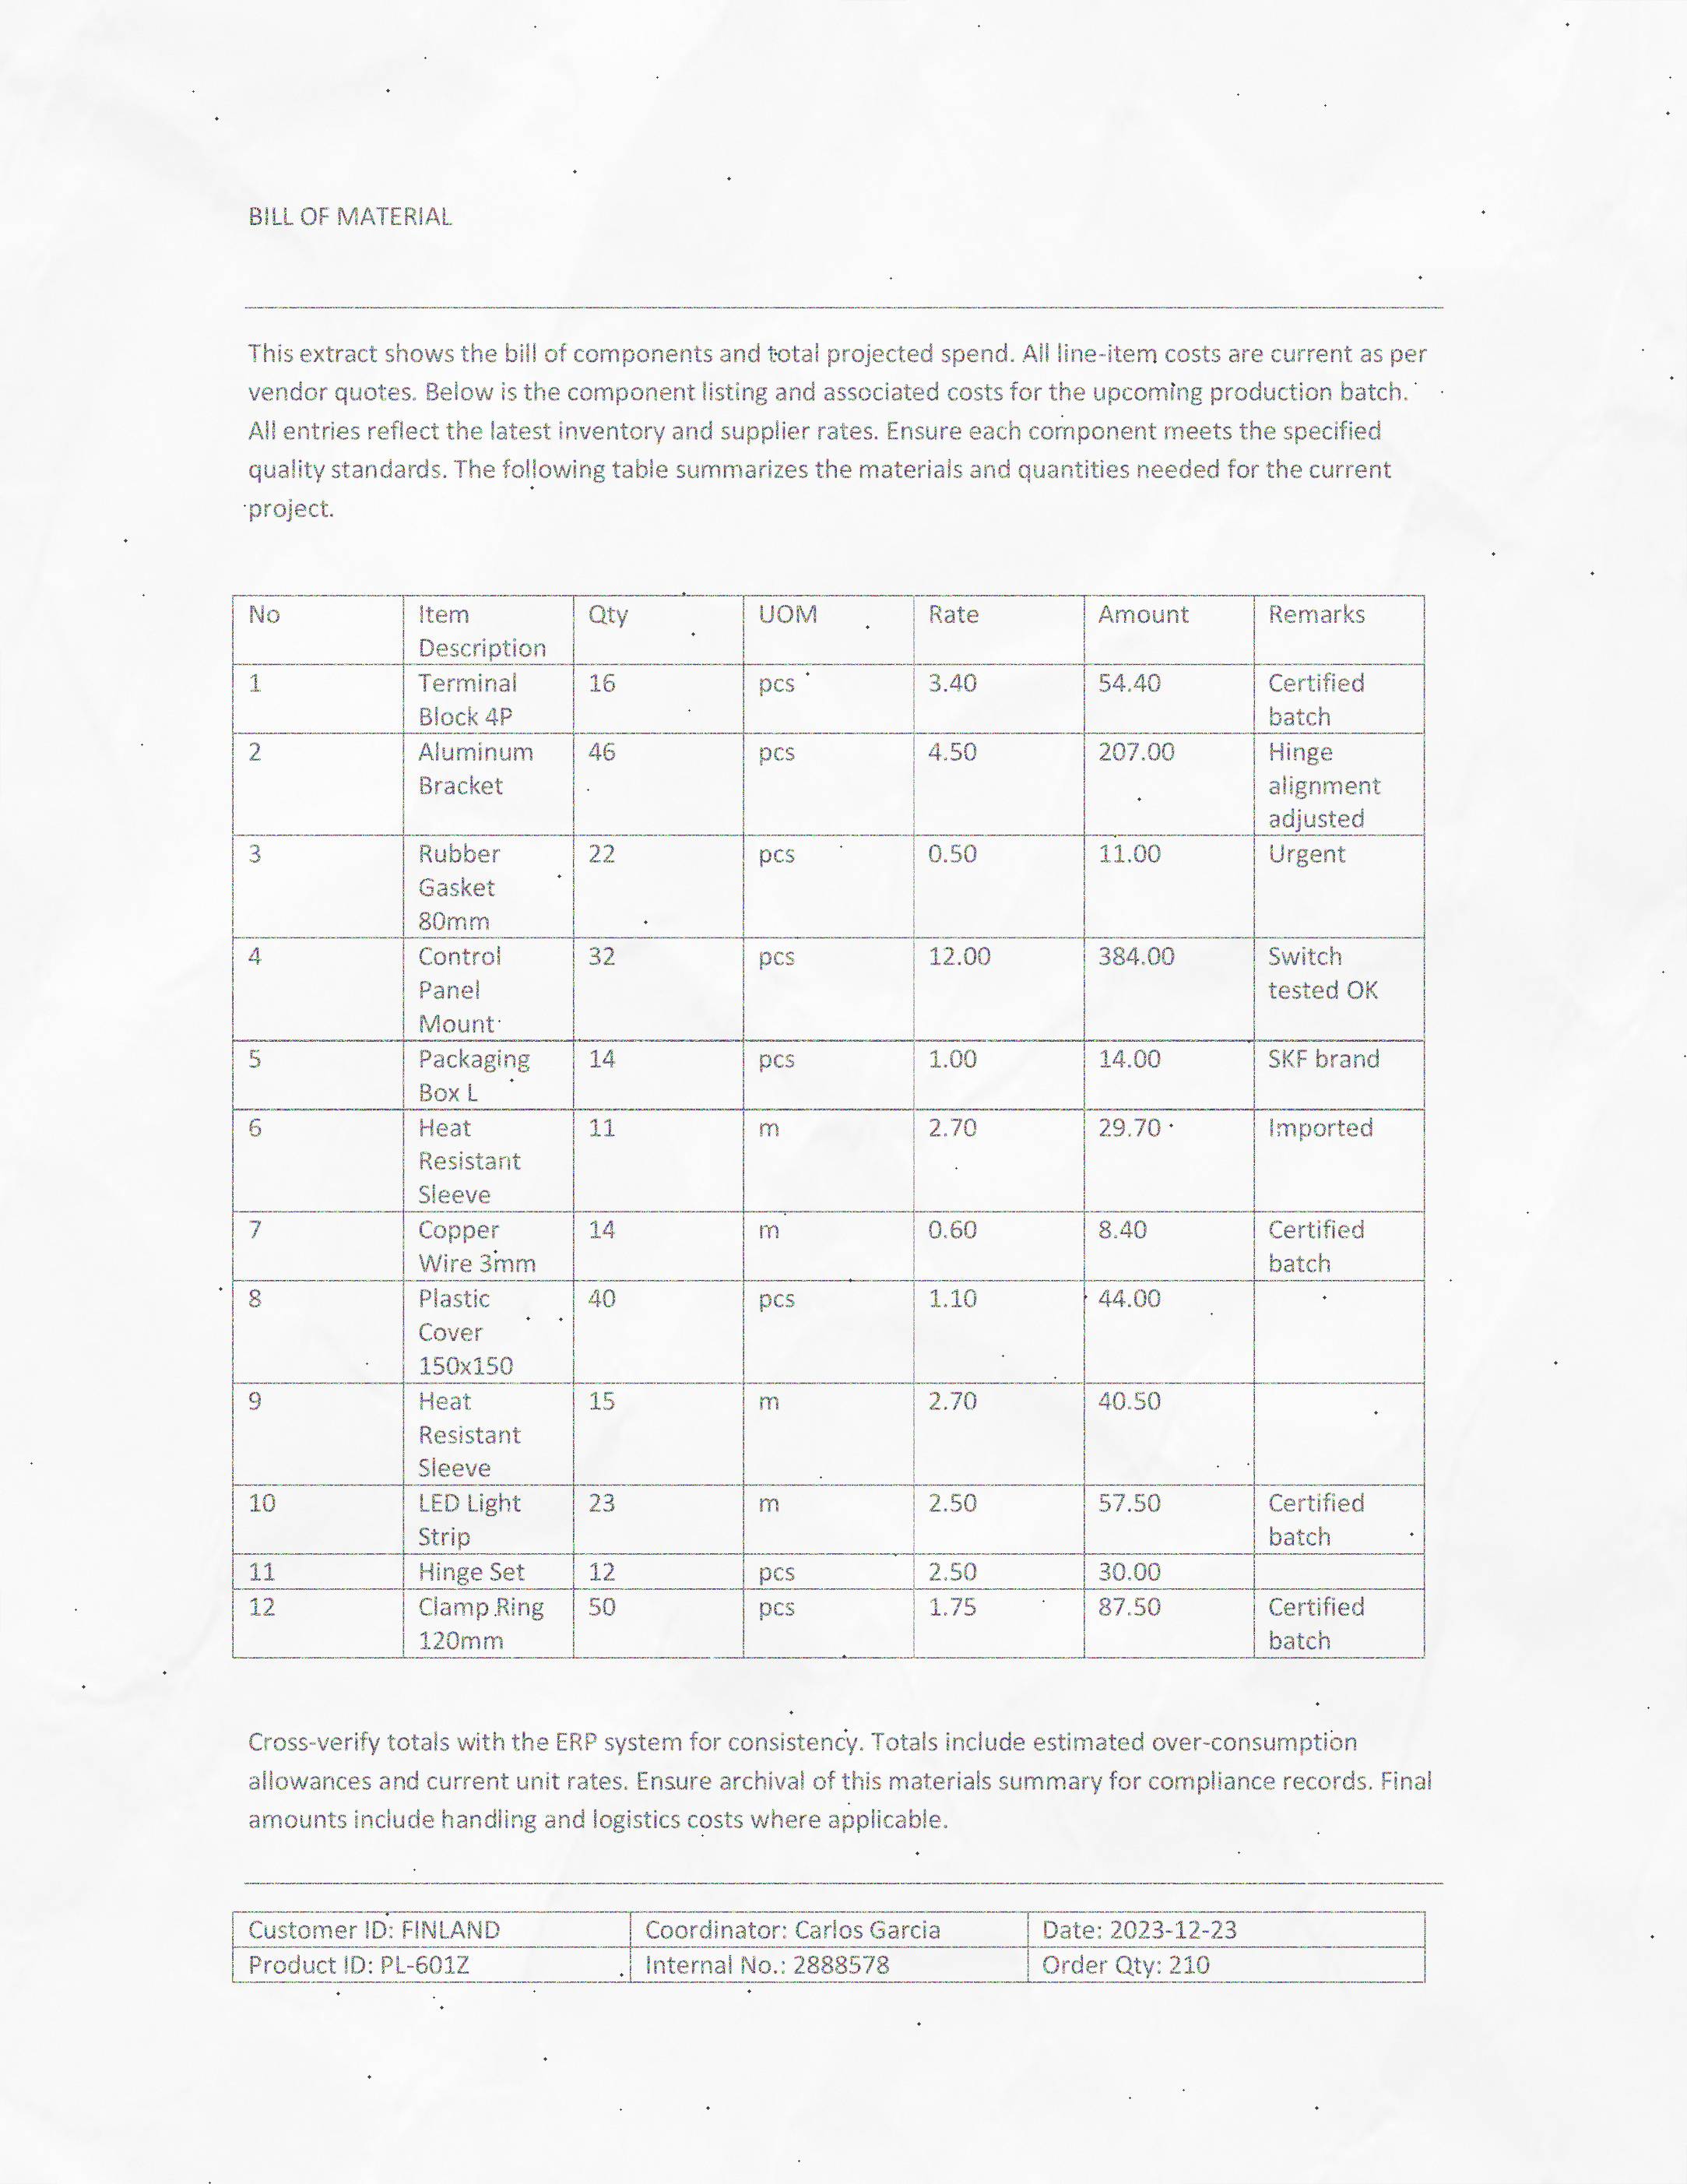 BILL OF MATERIAL
This extract shows the bill of components and total projected spend. All line-item costs are current as per
vendor quotes. Below is the component listing and associated costs for the upcoming production batch.
All entries reflect the latest inventory and supplier rates. Ensure each component meets the specified
quality standards. The following table summarizes the materials and quantities needed for the current
project.
No Item Qty UOM Rate Amount Remarks
Description
1 Terminal 16 pcs 3.40 54.40 Certified
Block 4P batch
2 Aluminum 46 pcs 4.50 207.00 Hinge
Bracket alignment
adjusted
3 Rubber 22 pcs 0.50 11.00 Urgent
Gasket
80mm
4 Control 32 pcs 12.00 384.00 Switch
Panel tested OK
Mount
5 Packaging 14 pcs 1.00 14.00 SKF brand
Box L
6 Heat 11 m 2.70 29.70 Imported
Resistant
Sleeve
7 Copper 14 m 0.60 8.40 Certified
Wire 3mm batch
8 Plastic 40 pcs 1.10 44.00
Cover
150x150
9 Heat 15 m 2.70 40.50
Resistant
Sleeve
10 LED Light 23 m 2.50 57.50 Certified
Strip batch
11 Hinge Set 12 pcs 2.50 30.00
12 Clamp Ring 50 pcs 1.75 87.50 Certified
120mm batch
Cross-verify totals with the ERP system for consistency. Totals include estimated over-consumption
allowances and current unit rates. Ensure archival of this materials summary for compliance records. Final
amounts include handling and logistics costs where applicable.
Customer ID: FINLAND Coordinator: Carlos Garcia Date: 2023-12-23
Product ID: PL-601Z Internal No.: 2888578 Order Qty: 210